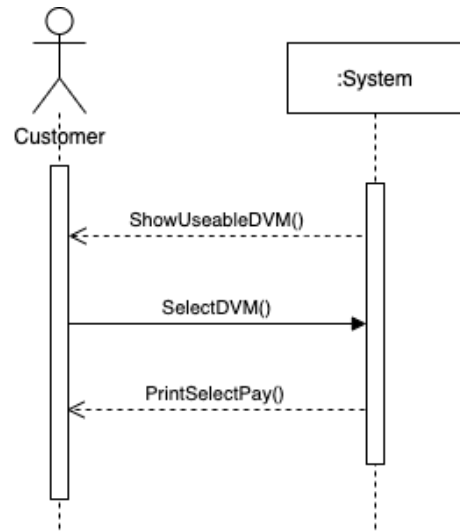 Customer
:System
ShowUseableDVM()
SelectDVM()
PrintSelectPay()